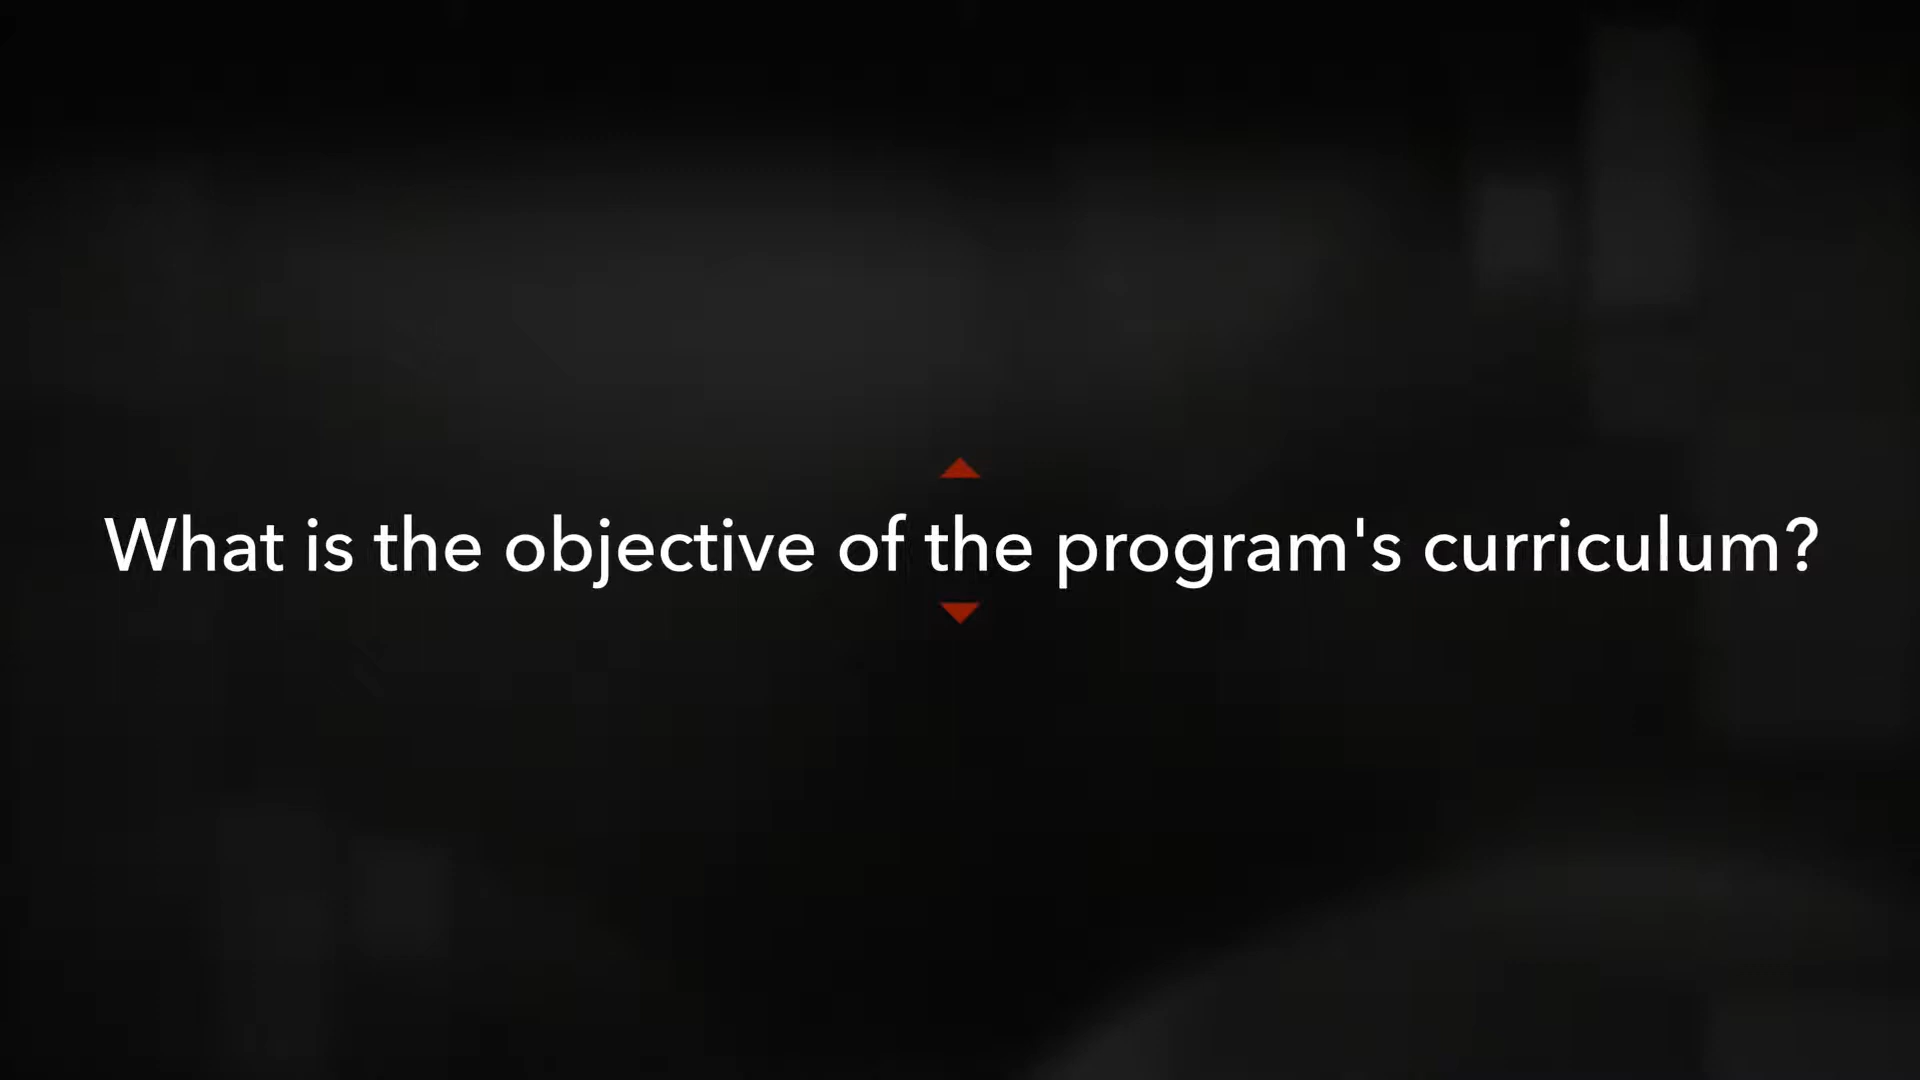 What is the objective of the program's curriculum?